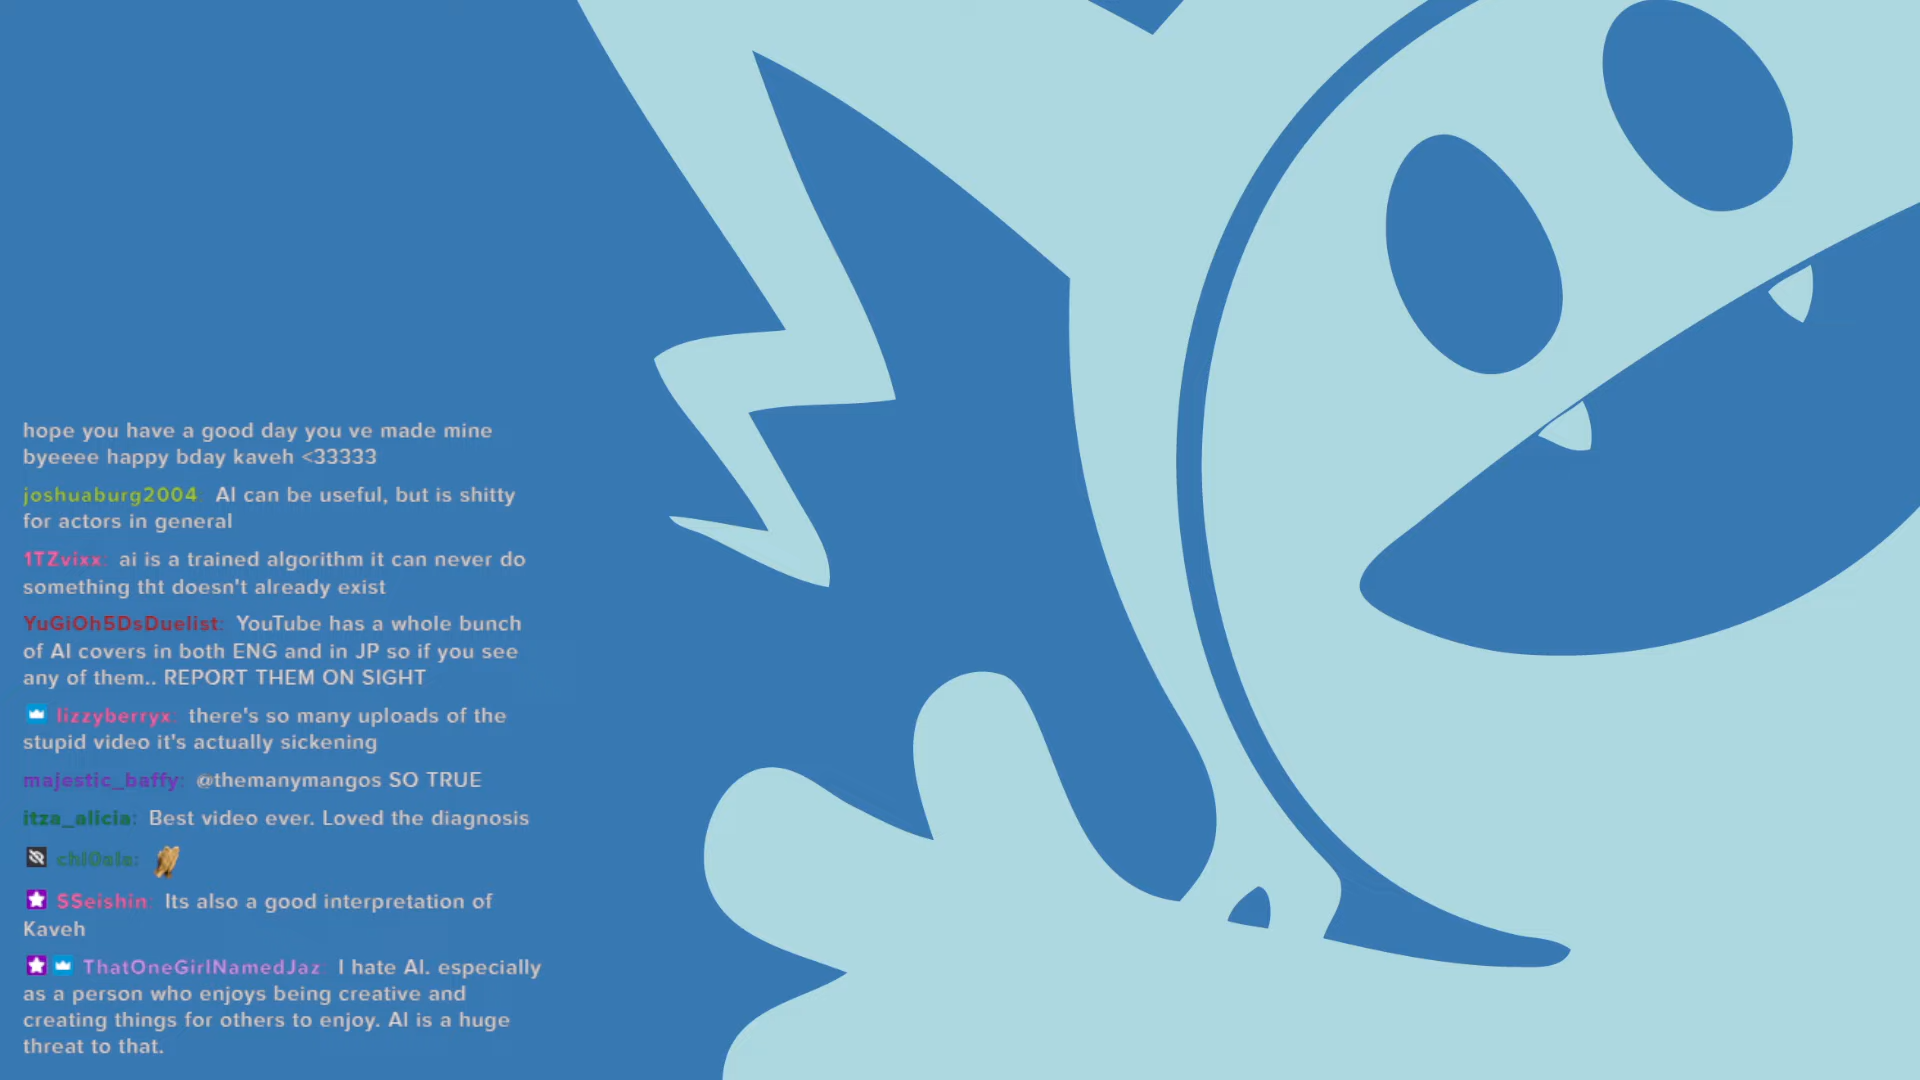 hope you have a good day you ve made mine
byeeee happy bday kaveh <33333
joshuaburg2004: AI can be useful, but is shitty
for actors in general
1TZvixx: ai is a trained algorithm it can never do
something tht doesn't already exist
YuGiOh5DsDuelist: YouTube has a whole bunch
of AI covers in both ENG and in JP so if you see
any of them.. REPORT THEM ON SIGHT
lizzyberryx: there's so many uploads of the
stupid video it's actually sickening
majestic_baffy: @themanymangos SO TRUE
itza_alicia: Best video ever. Loved the diagnosis
SSeishin: Its also a good interpretation of
Kaveh
ThatOneGirlNamedJaz: I hate AI. especially
as a person who enjoys being creative and
creating things for others to enjoy. AI is a huge
threat to that.